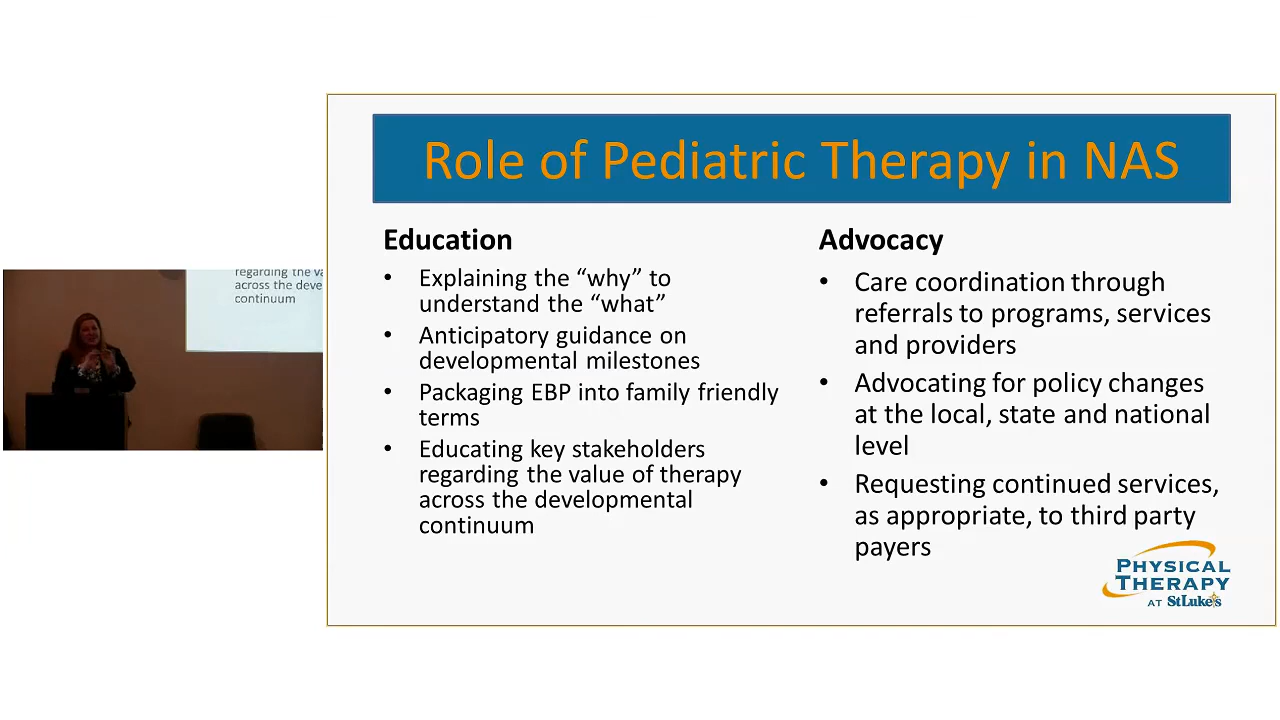 Role of Pediatric Therapy in NAS
Education
• Explaining the “why” to
understand the “what”
• Anticipatory guidance on
developmental milestones
• Packaging EBP into family friendly
terms
• Educating key stakeholders
regarding the value of therapy
across the developmental
continuum
Advocacy
• Care coordination through
referrals to programs, services
and providers
• Advocating for policy changes
at the local, state and national
level
• Requesting continued services,
as appropriate, to third party
payers
PHYSICAL
THERAPY
AT StLuke's
regarding the va
across the deve
continuum